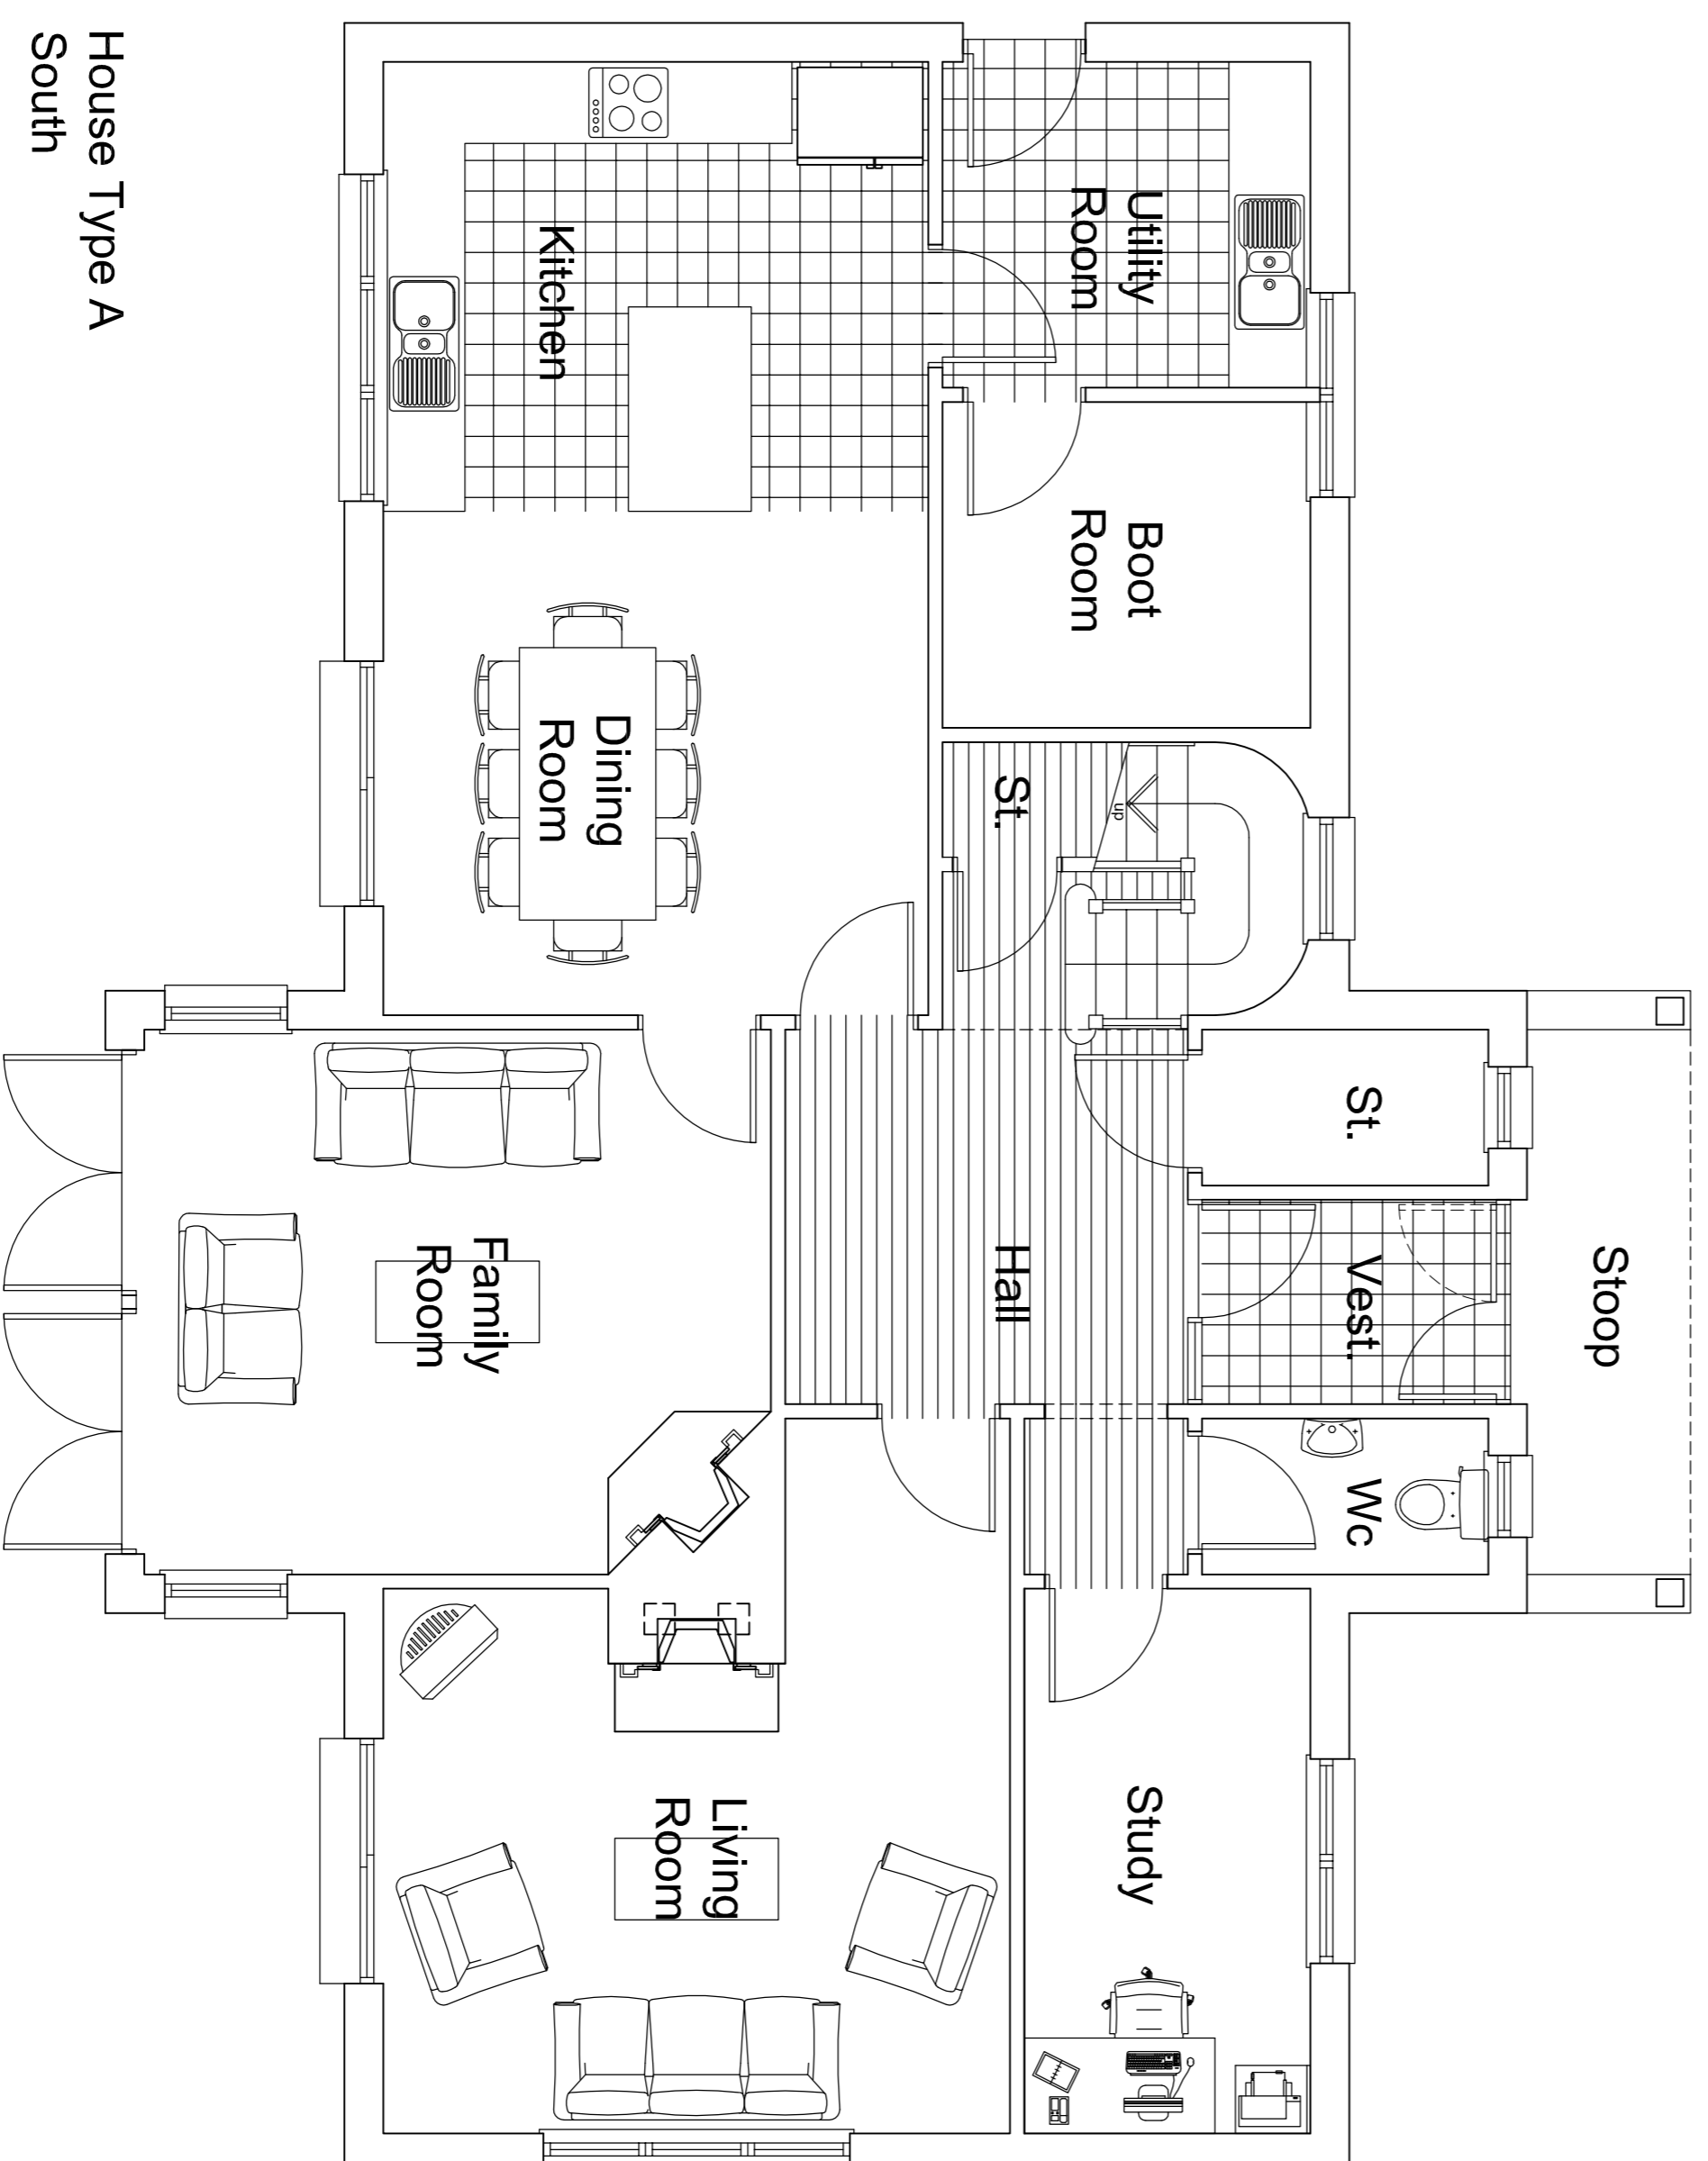 Stoop
St.
Vest.
Wc
Utility
Room
Boot
Room
up
Study
St.
Hall
Kitchen
Dining
Room
Family
Room
Living
Room
House Type A
South